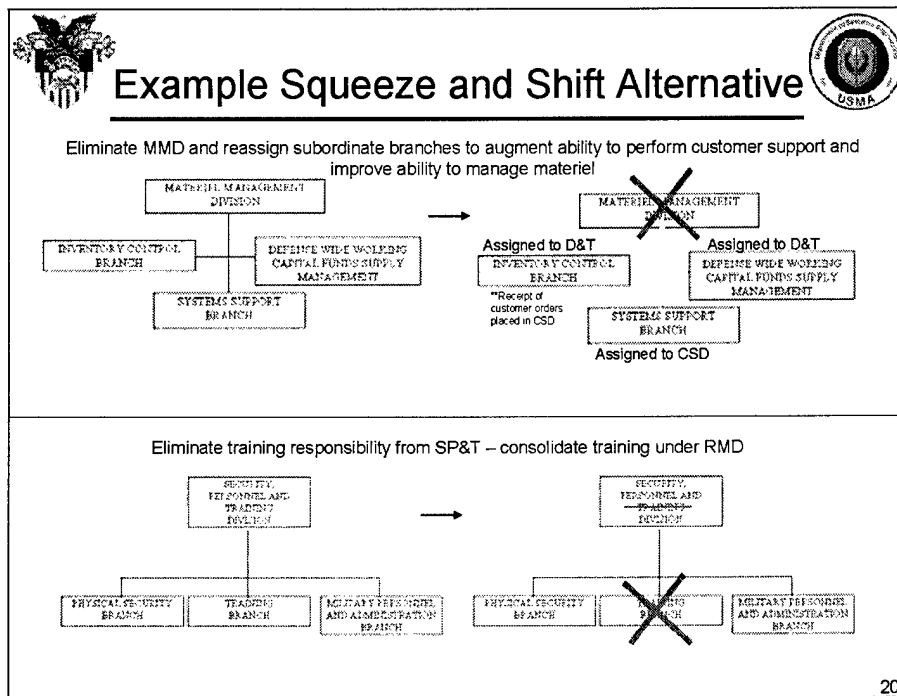 Example Squeeze and Shift Alternative
USMA
Eliminate MMD and reassign subordinate branches to augment ability to perform customer support and
improve ability to manage materiel
MATERIEL MANAGEMENT
DIVISION
INVENTORY CONTROL
BRANCH
DEFENSE WIDE WORKING
CAPITAL FUNDS SUPPLY
MANAGEMENT
SYSTEMS SUPPORT
BRANCH
MATERIEL MANAGEMENT
DIVISION
Assigned to D&T
INVENTORY CONTROL
BRANCH
**Receipt of
customer orders
placed in CSD
Assigned to D&T
DEFENSE WIDE WORKING
CAPITAL FUNDS SUPPLY
MANAGEMENT
SYSTEMS SUPPORT
BRANCH
Assigned to CSD
Eliminate training responsibility from SP&T – consolidate training under RMD
SECURITY,
PERSONNEL AND
TRAINING
DIVISION
PHYSICAL SECURITY
BRANCH
TRAINING
BRANCH
MILITARY PERSONNEL
AND ADMINISTRATION
BRANCH
SECURITY,
PERSONNEL AND
TRAINING
DIVISION
PHYSICAL SECURITY
BRANCH
TRAINING
BRANCH
MILITARY PERSONNEL
AND ADMINISTRATION
BRANCH
20